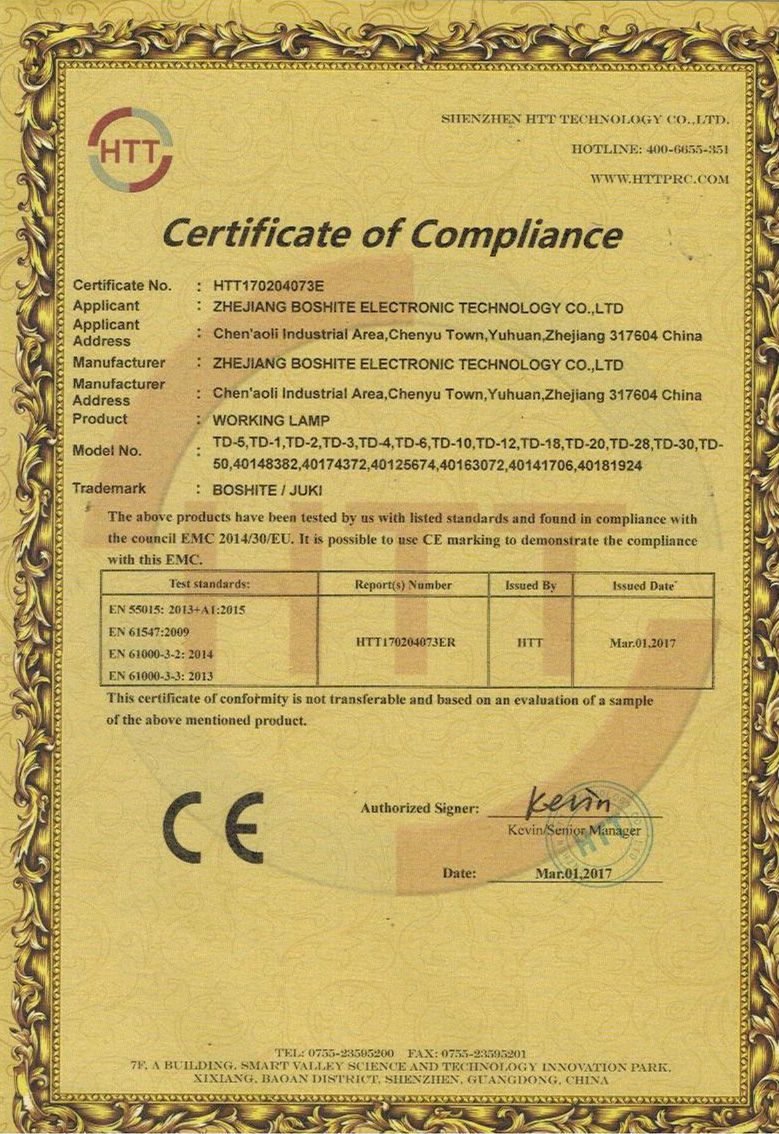 HTT
SHENZHEN HTT TECHNOLOGY CO.,LTD.
HOTLINE: 400-6655-351
WWW.HTTPRC.COM
Certificate of Compliance
Certificate No. : HTT170204073E
Applicant : ZHEJIANG BOSHITE ELECTRONIC TECHNOLOGY CO.,LTD
Applicant
Address : Chen'aoli Industrial Area,Chenyu Town,Yuhuan,Zhejiang 317604 China
Manufacturer : ZHEJIANG BOSHITE ELECTRONIC TECHNOLOGY CO.,LTD
Manufacturer
Address : Chen'aoli Industrial Area,Chenyu Town,Yuhuan,Zhejiang 317604 China
Product : WORKING LAMP
Model No. : TD-5,TD-1,TD-2,TD-3,TD-4,TD-6,TD-10,TD-12,TD-18,TD-20,TD-28,TD-30,TD-
50,40148382,40174372,40125674,40163072,40141706,40181924
Trademark : BOSHITE / JUKI
The above products have been tested by us with listed standards and found in compliance with
the council EMC 2014/30/EU. It is possible to use CE marking to demonstrate the compliance
with this EMC.
Test standards: Report(s) Number Issued By Issued Date
EN 55015: 2013+A1:2015
EN 61547:2009
HTT170204073ER HTT Mar.01,2017
EN 61000-3-2: 2014
EN 61000-3-3: 2013
This certificate of conformity is not transferable and based on an evaluation of a sample
of the above mentioned product.
CE
Authorized Signer: Kevin
Kevin/Senior Manager
HTT
Date: Mar.01,2017
TEL: 0755-23595200 FAX: 0755-23595201
7F, A BUILDING, SMART VALLEY SCIENCE AND TECHNOLOGY INNOVATION PARK,
XIXIANG, BAOAN DISTRICT, SHENZHEN, GUANGDONG, CHINA